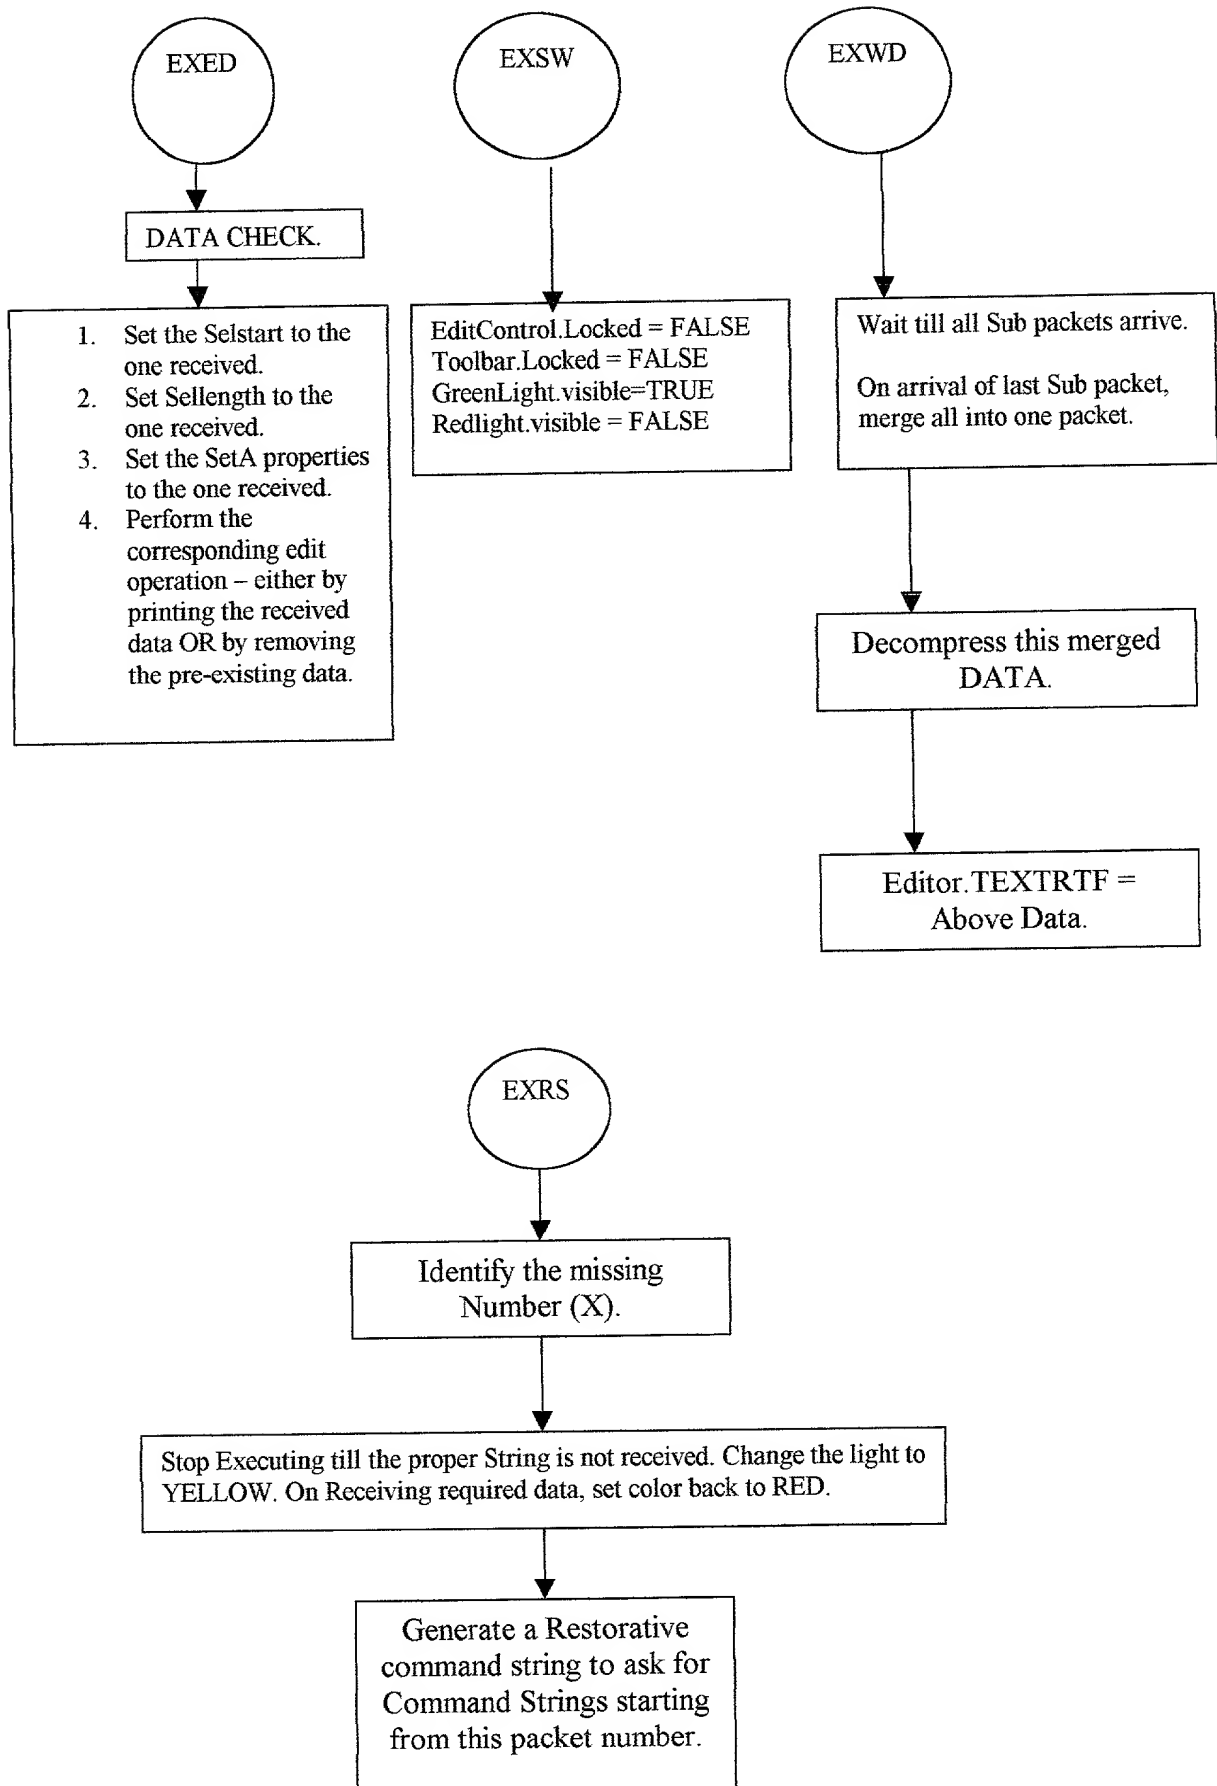 EXED
DATA CHECK.
1. Set the Selstart to the
one received.
2. Set Sellength to the
one received.
3. Set the SetA properties
to the one received.
4. Perform the
corresponding edit
operation – either by
printing the received
data OR by removing
the pre-existing data.
EXSW
EditControl.Locked = FALSE
Toolbar.Locked = FALSE
GreenLight.visible=TRUE
Redlight.visible = FALSE
EXWD
Wait till all Sub packets arrive.
On arrival of last Sub packet,
merge all into one packet.
Decompress this merged
DATA.
Editor.TEXTRTF =
Above Data.
EXRS
Identify the missing
Number (X).
Stop Executing till the proper String is not received. Change the light to
YELLOW. On Receiving required data, set color back to RED.
Generate a Restorative
command string to ask for
Command Strings starting
from this packet number.